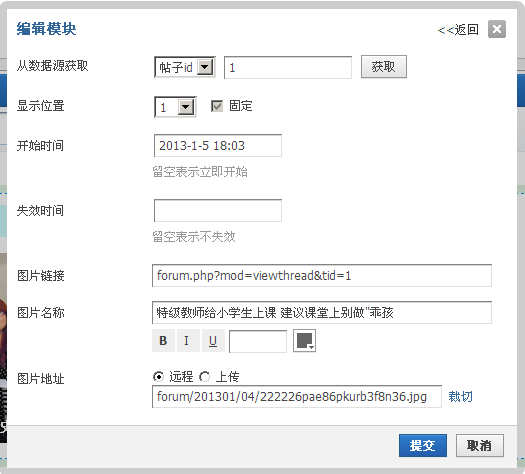 编辑模块
<<返回
从数据源获取 帖子id 1 获取
显示位置 1 固定
开始时间 2013-1-5 18:03
留空表示立即开始
失效时间
留空表示不失效
图片链接 forum.php?mod=viewthread&tid=1
图片名称 特级教师给小学生上课 建议课堂上别做"乖孩
B I U
图片地址 远程 上传
forum/201301/04/222226pae86pkurb3f8n36.jpg 裁切
提交 取消